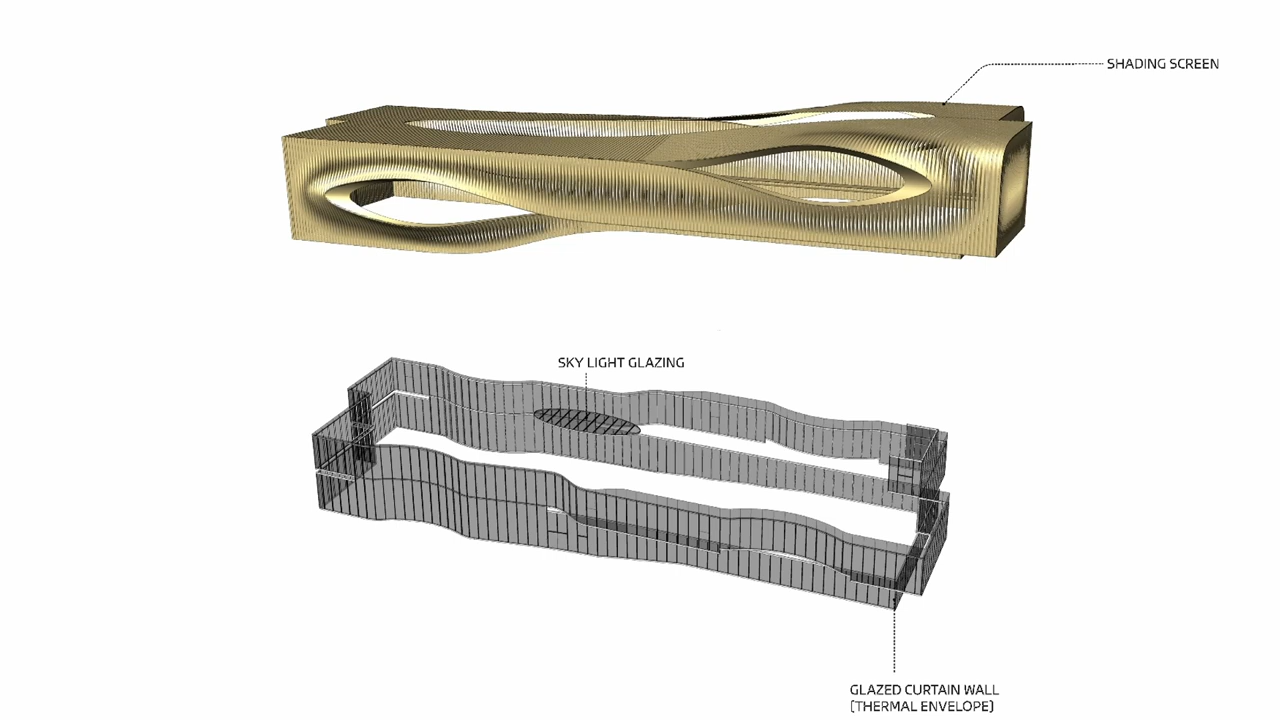 SHADING SCREEN
SKY LIGHT GLAZING
GLAZED CURTAIN WALL
(THERMAL ENVELOPE)